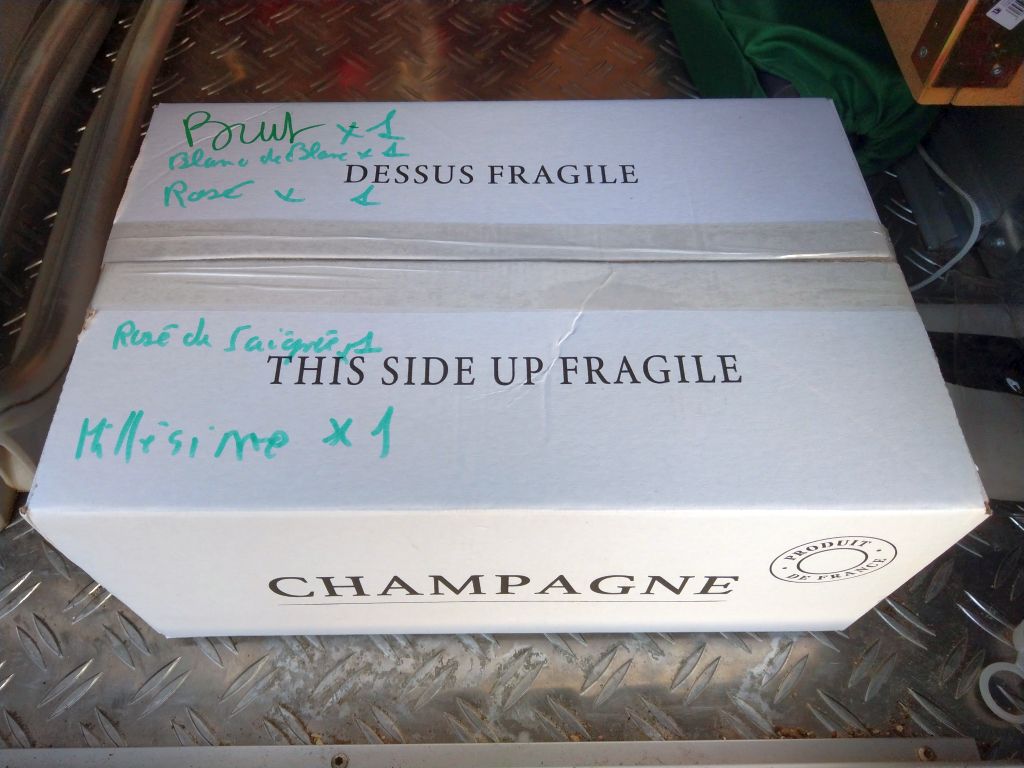 Brut x 1
Blanc de Blanc x 1
DESSUS FRAGILE
Rosé x 1
Rosé de Saignée x1
THIS SIDE UP FRAGILE
Millésime x 1
CHAMPAGNE
PRODUIT
DE FRANCE